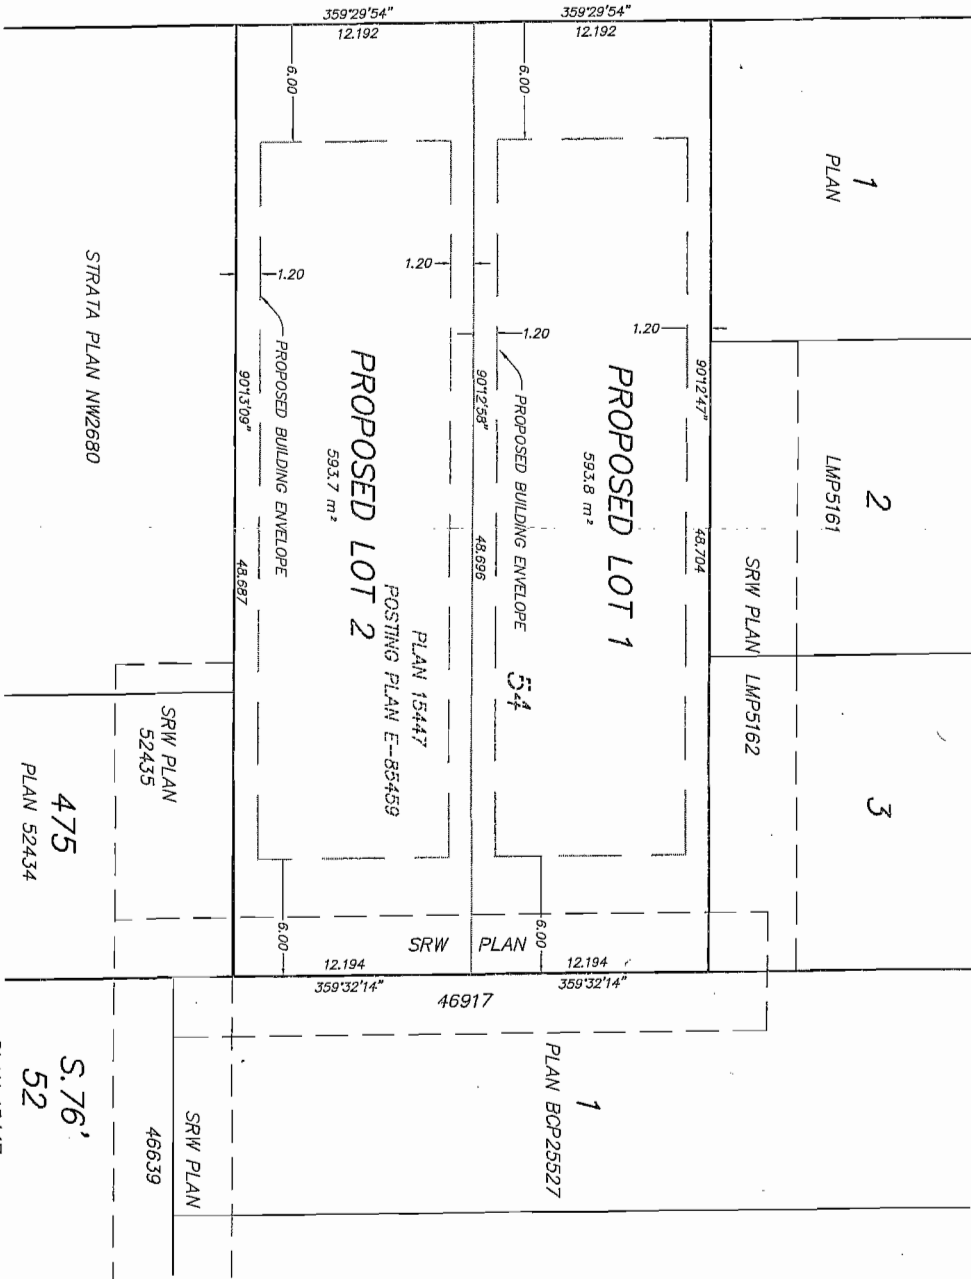 359°29'54"
12.192
359°29'54"
12.192
6.00
6.00
1
PLAN
1.20
1.20
1.20
1.20
STRATA PLAN NW2680
90°13'09"
48.687
PROPOSED BUILDING ENVELOPE
PROPOSED LOT 2
593.7 m²
90°12'58"
48.696
PROPOSED BUILDING ENVELOPE
PROPOSED LOT 1
593.8 m²
90°12'47"
48.704
2
LMP5161
SRW PLAN LMP5162
3
54
PLAN 15447
POSTING PLAN E-85459
SRW PLAN
52435
475
PLAN 52434
6.00
6.00
SRW PLAN
46917
12.194
359°32'14"
12.194
359°32'14"
1
PLAN BCP25527
S.76'
52
SRW PLAN
46639